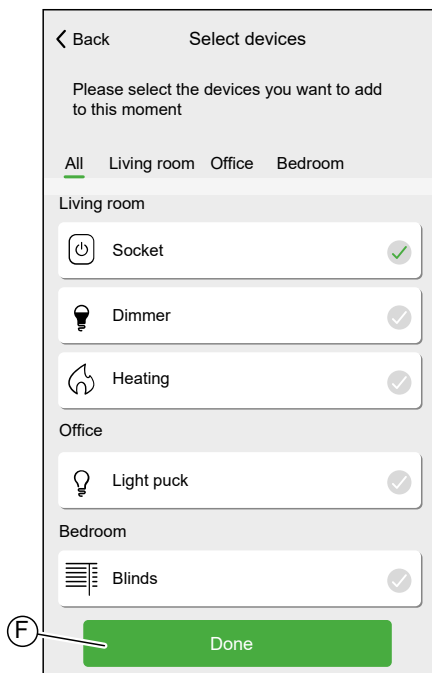 Back Select devices
Please select the devices you want to add
to this moment
All Living room Office Bedroom
Living room
Socket
Dimmer
Heating
Office
Light puck
Bedroom
Blinds
F
Done